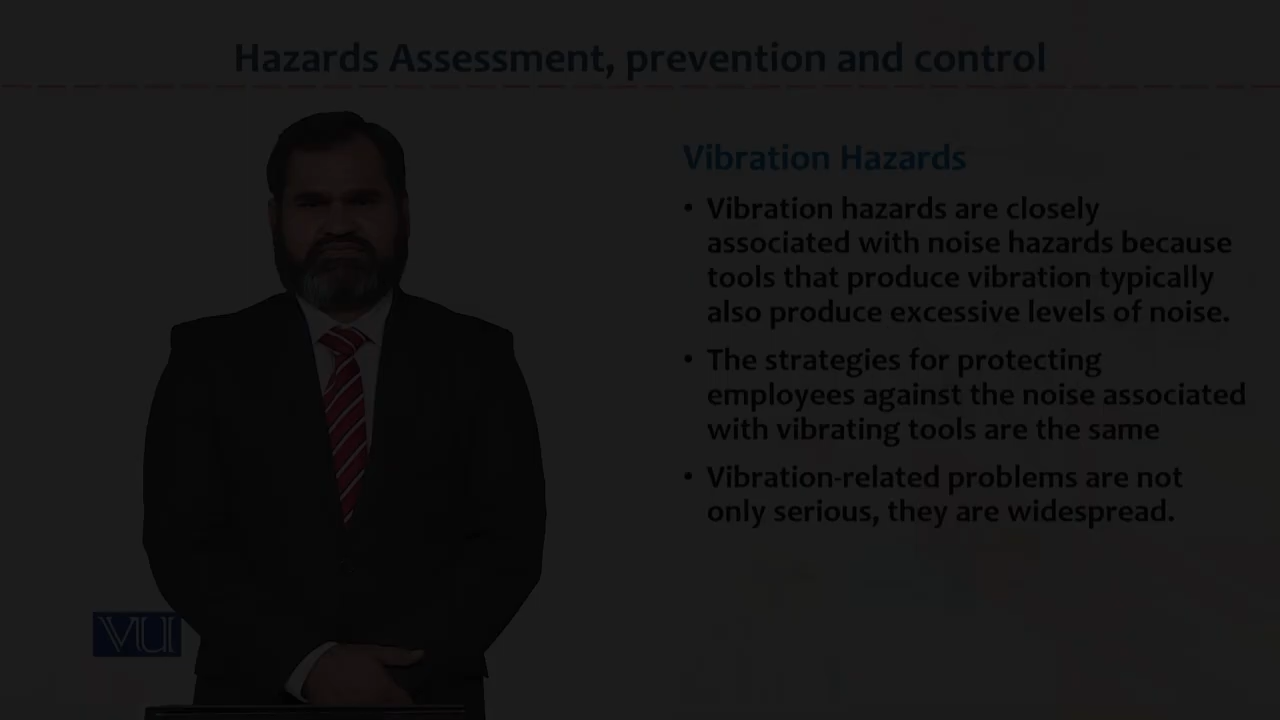 Hazards Assessment, prevention and control
Vibration Hazards
• Vibration hazards are closely
associated with noise hazards because
tools that produce vibration typically
also produce excessive levels of noise.
• The strategies for protecting
employees against the noise associated
with vibrating tools are the same
• Vibration-related problems are not
only serious, they are widespread.
VU